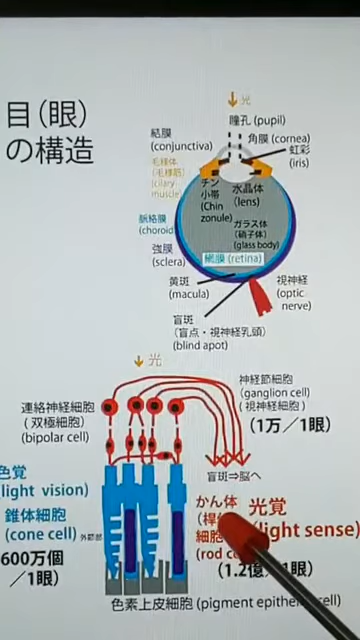 目(眼)
の構造
光
瞳孔(pupil)
結膜
(conjunctiva)
角膜(cornea)
虹彩
(iris)
毛様体
(毛様筋)
(ciliary
muscle)
チン
小帯
(Chin
zonule)
水晶体
(lens)
脈絡膜
(choroid)
ガラス体
(硝子体)
(glass body)
強膜
(sclera)
網膜(retina)
黄斑
(macula)
視神経
(optic
nerve)
盲斑
(盲点・視神経乳頭)
(blind apot)
光
連絡神経細胞
(双極細胞)
(bipolar cell)
神経節細胞
(ganglion cell)
(視神経細胞)
(1万/1眼)
盲斑⇒脳へ
色覚
(light vision)
錐体細胞
(cone cell)
外節部
600万個
/1眼)
かん体
(桿
細胞
(rod ce
光覚
(light sense)
(1.2億/1眼)
色素上皮細胞(pigment epithe cell)